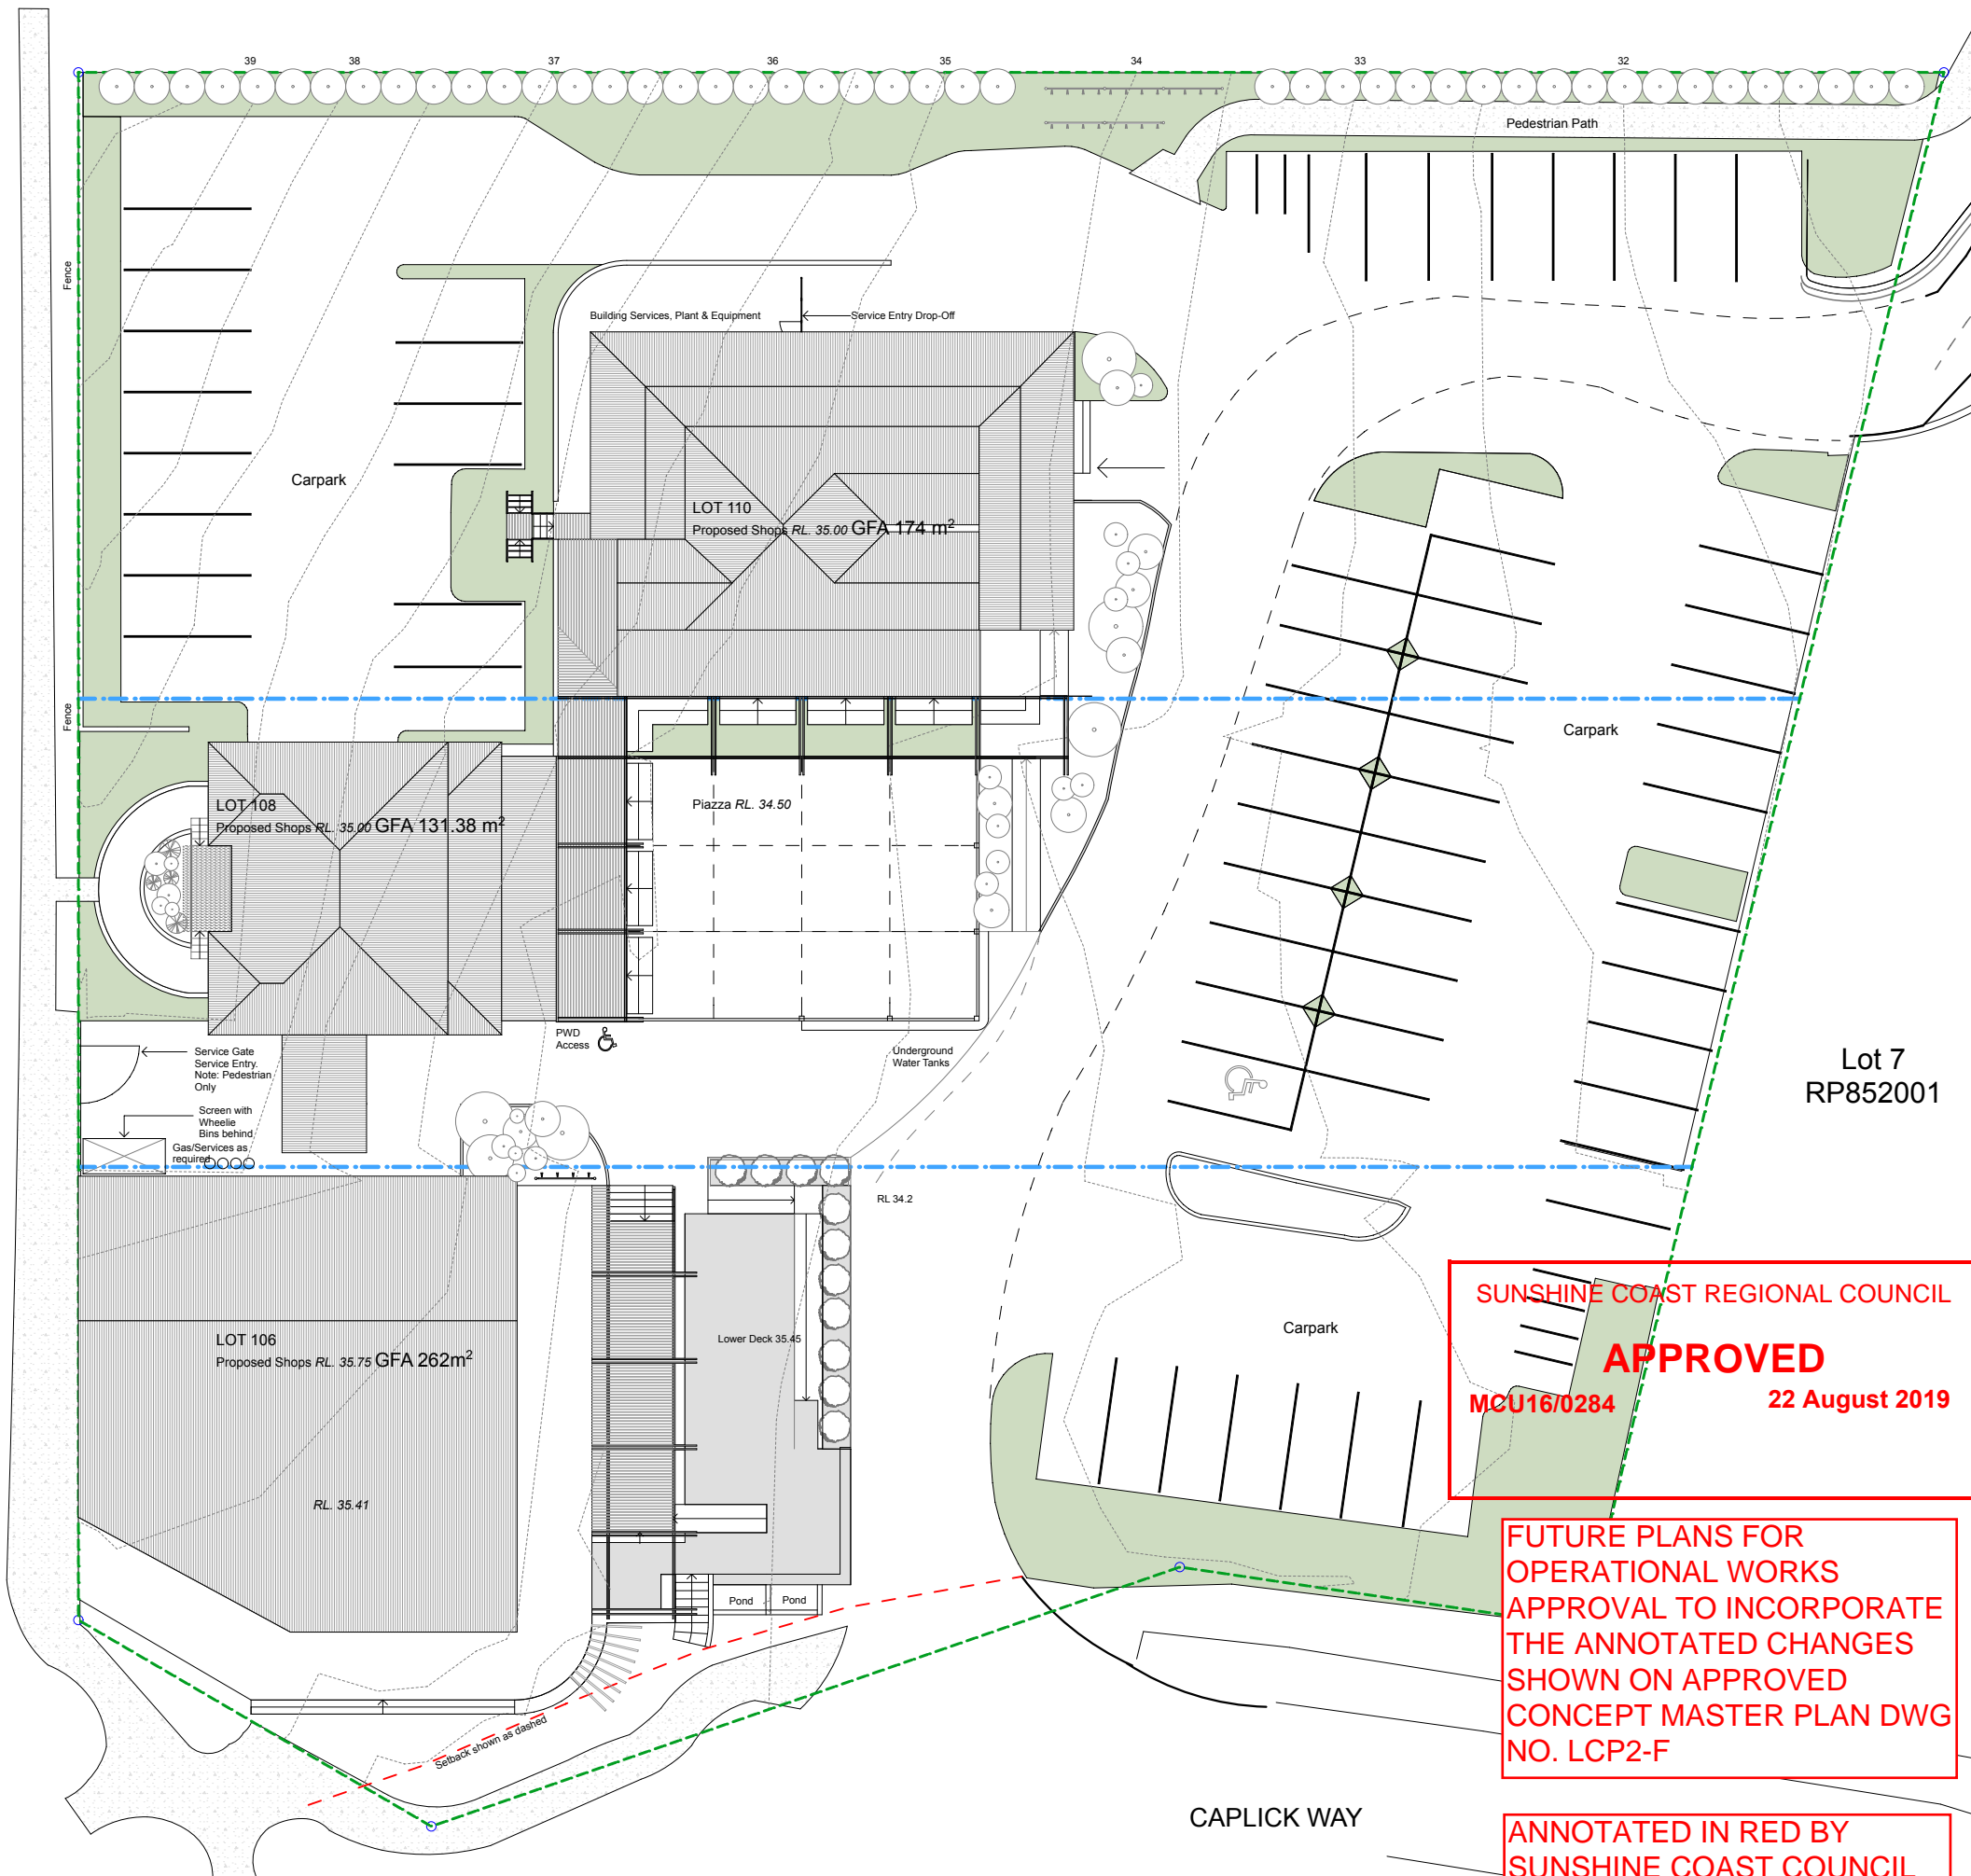 39 38 37 36 35 34 33 32
Pedestrian Path
Fence
Building Services, Plant & Equipment
Service Entry Drop-Off
Carpark
LOT 110
Proposed Shops RL. 35.00 GFA 174 m²
Fence
Carpark
LOT 108
Proposed Shops RL. 35.00 GFA 131.38 m²
Piazza RL. 34.50
PWD
Access
Underground
Water Tanks
Service Gate
Service Entry.
Note: Pedestrian
Only
Screen with
Wheelie
Bins behind
Gas/Services as
required
Lot 7
RP852001
RL 34.2
LOT 106
Proposed Shops RL. 35.75 GFA 262m²
Lower Deck 35.45
RL. 35.41
Carpark
Pond
Pond
Setback shown as dashed
SUNSHINE COAST REGIONAL COUNCIL
APPROVED
MCU16/0284
22 August 2019
FUTURE PLANS FOR
OPERATIONAL WORKS
APPROVAL TO INCORPORATE
THE ANNOTATED CHANGES
SHOWN ON APPROVED
CONCEPT MASTER PLAN DWG
NO. LCP2-F
CAPLICK WAY
ANNOTATED IN RED BY
SUNSHINE COAST COUNCIL